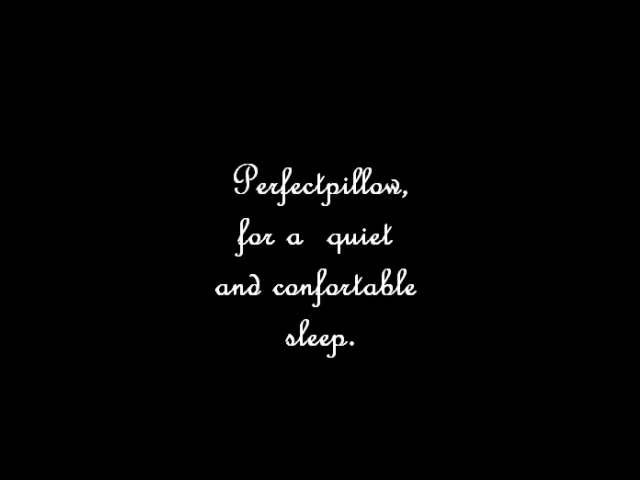 Perfectpillow,
for a quiet
and confortable
sleep.